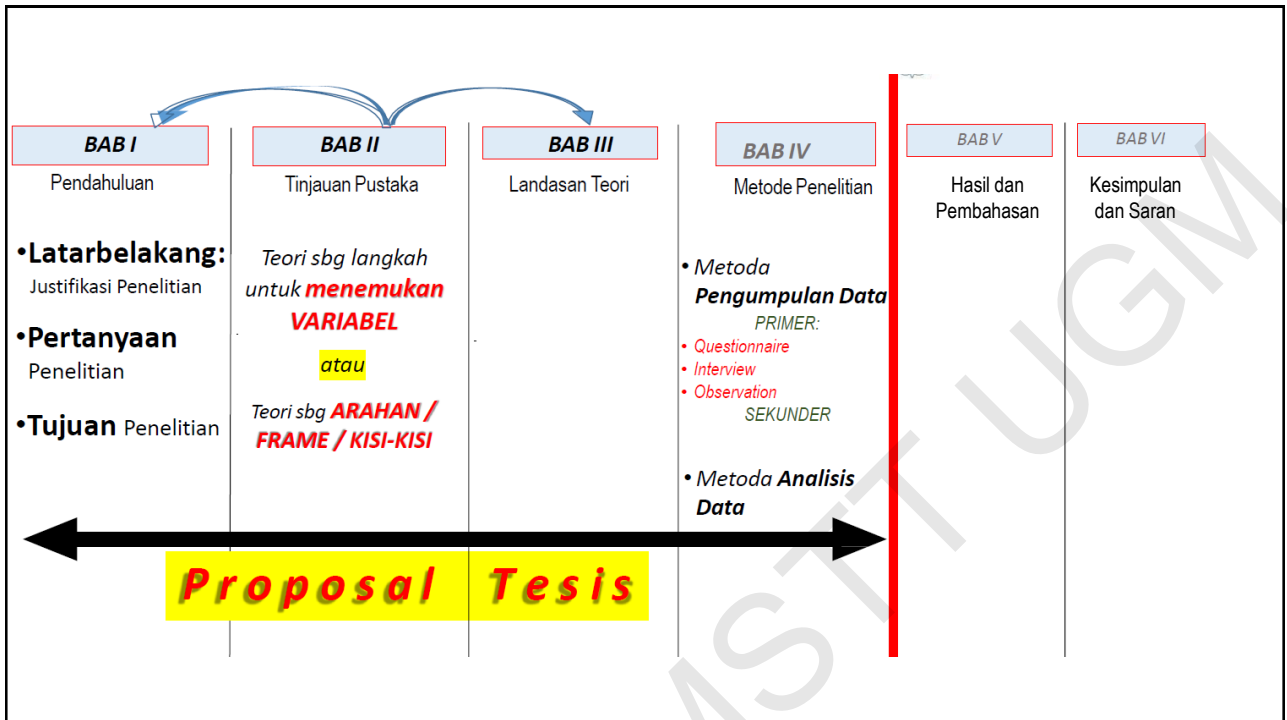 BAB I
Pendahuluan
•Latarbelakang:
Justifikasi Penelitian
•Pertanyaan
Penelitian
•Tujuan Penelitian
BAB II
Tinjauan Pustaka
Teori sbg langkah
untuk menemukan
VARIABEL
atau
Teori sbg ARAHAN /
FRAME / KISI-KISI
BAB III
Landasan Teori
BAB IV
Metode Penelitian
• Metoda
Pengumpulan Data
PRIMER:
• Questionnaire
• Interview
• Observation
SEKUNDER
• Metoda Analisis
Data
BAB V
Hasil dan
Pembahasan
BAB VI
Kesimpulan
dan Saran
Proposal Tesis
MSTT UGM